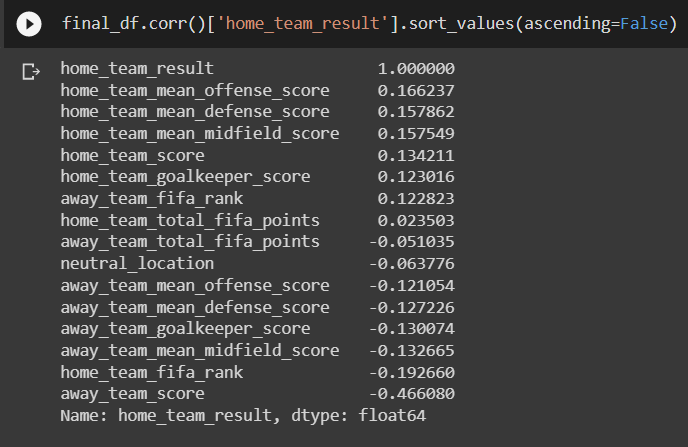 final_df.corr()['home_team_result'].sort_values(ascending=False)
home_team_result 1.000000
home_team_mean_offense_score 0.166237
home_team_mean_defense_score 0.157862
home_team_mean_midfield_score 0.157549
home_team_score 0.134211
home_team_goalkeeper_score 0.123016
away_team_fifa_rank 0.122823
home_team_total_fifa_points 0.023503
away_team_total_fifa_points -0.051035
neutral_location -0.063776
away_team_mean_offense_score -0.121054
away_team_mean_defense_score -0.127226
away_team_goalkeeper_score -0.130074
away_team_mean_midfield_score -0.132665
home_team_fifa_rank -0.192660
away_team_score -0.466080
Name: home_team_result, dtype: float64